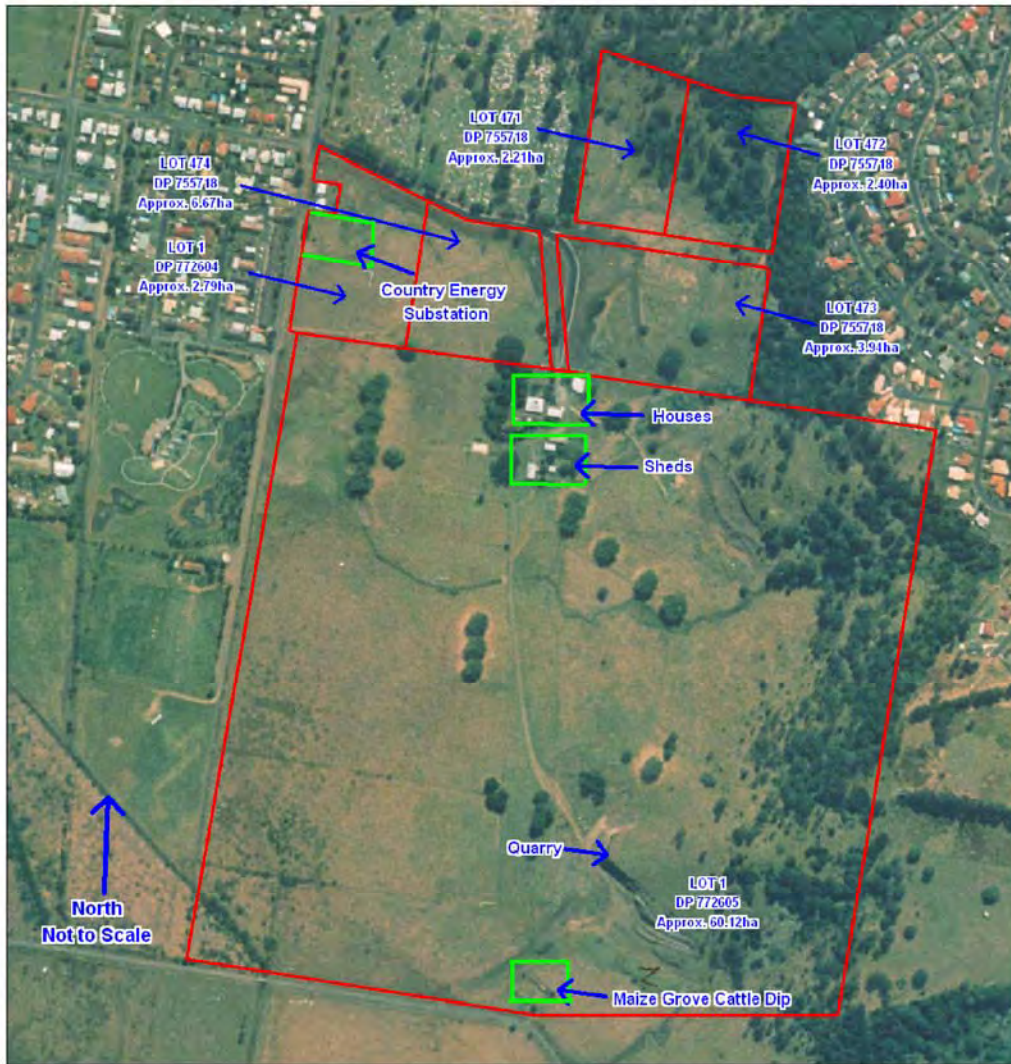 LOT 471
DP 755718
Approx. 2.21ha
LOT 472
DP 755718
Approx. 2.40ha
LOT 474
DP 755718
Approx. 6.67ha
LOT 1
DP 772604
Approx. 2.79ha
Country Energy
Substation
LOT 473
DP 755718
Approx. 3.94ha
Houses
Sheds
Quarry
LOT 1
DP 772605
Approx. 60.12ha
North
Not to Scale
Maize Grove Cattle Dip